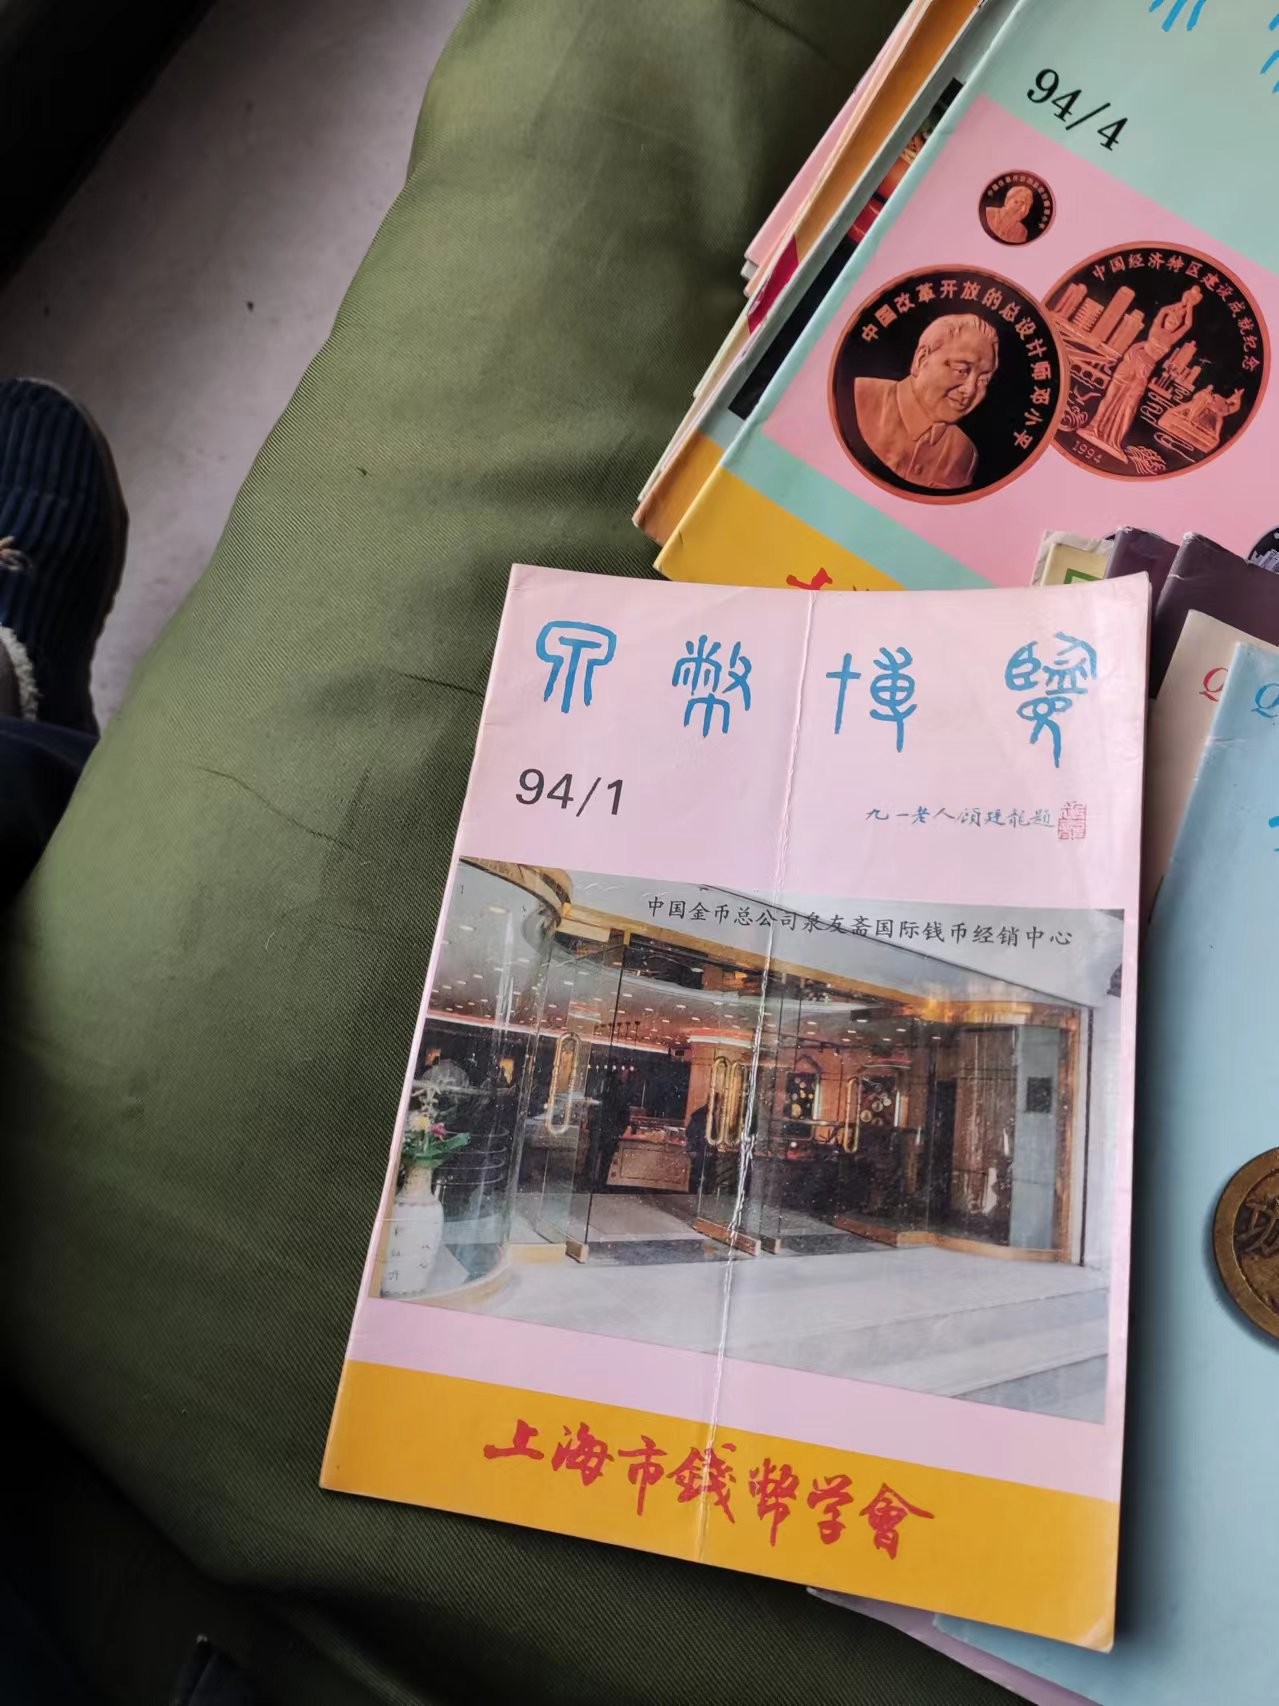 94/4
中国改革开放的总设计师邓小平
中国经济特区建设成就纪念
1994
泉幣博覽
94/1
九一老人顾廷龍題
中国金币总公司泉友斋国际钱币经销中心
上海市錢幣学會
Q
Q